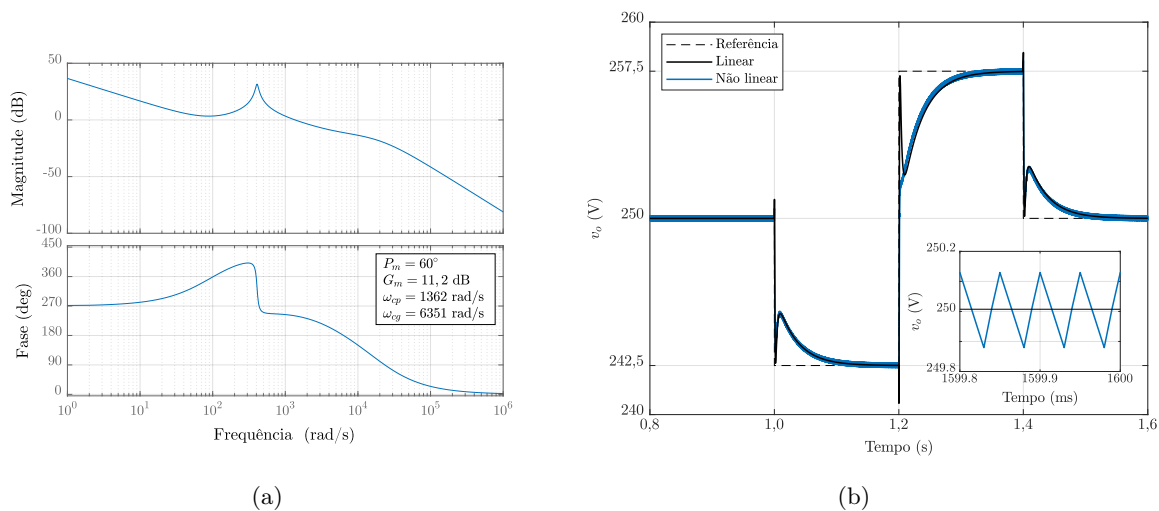 50
0
-50
-100
Magnitude (dB)
450
360
270
180
90
0
Fase (deg)
P_m = 60°
G_m = 11, 2 dB
ω_cp = 1362 rad/s
ω_cg = 6351 rad/s
10^0 10^1 10^2 10^3 10^4 10^5 10^6
Frequência (rad/s)
(a)
260
257,5
250
242,5
240
v_o (V)
Referência
Linear
Não linear
250.2
250
249.8
v_o (V)
1599.8 1599.9 1600
Tempo (ms)
0,8 1,0 1,2 1,4 1,6
Tempo (s)
(b)